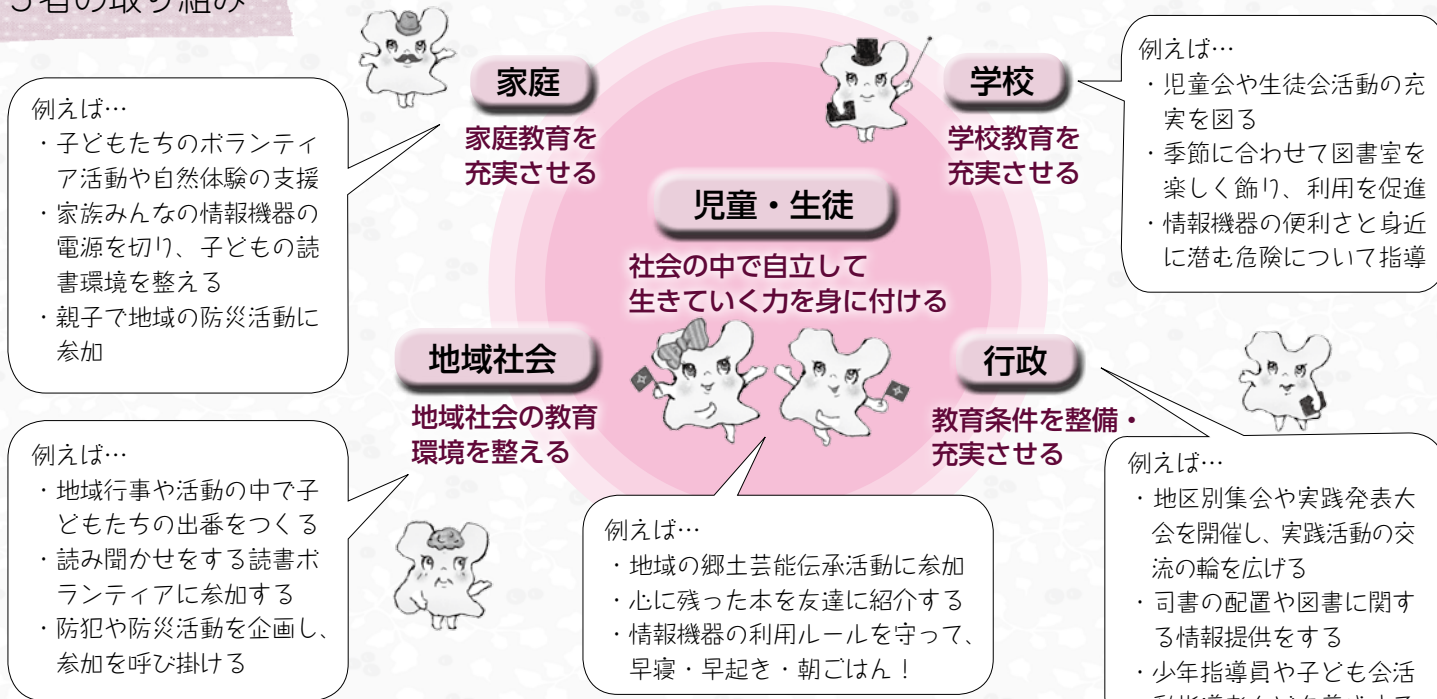 5者の取り組み
家庭
家庭教育を
充実させる
例えば…
・子どもたちのボランティ
ア活動や自然体験の支援
・家族みんなの情報機器の
電源を切り、子どもの読
書環境を整える
・親子で地域の防災活動に
参加
学校
学校教育を
充実させる
例えば…
・児童会や生徒会活動の充
実を図る
・季節に合わせて図書室を
楽しく飾り、利用を促進
・情報機器の便利さと身近
に潜む危険について指導
児童・生徒
社会の中で自立して
生きていく力を身に付ける
例えば…
・地域の郷土芸能伝承活動に参加
・心に残った本を友達に紹介する
・情報機器の利用ルールを守って、
早寝・早起き・朝ごはん！
地域社会
地域社会の教育
環境を整える
例えば…
・地域行事や活動の中で子
どもたちの出番をつくる
・読み聞かせをする読書ボ
ランティアに参加する
・防犯や防災活動を企画し、
参加を呼び掛ける
行政
教育条件を整備・
充実させる
例えば…
・地区別集会や実践発表大
会を開催し、実践活動の交
流の輪を広げる
・司書の配置や図書に関す
る情報提供をする
・少年指導員や子ども会活